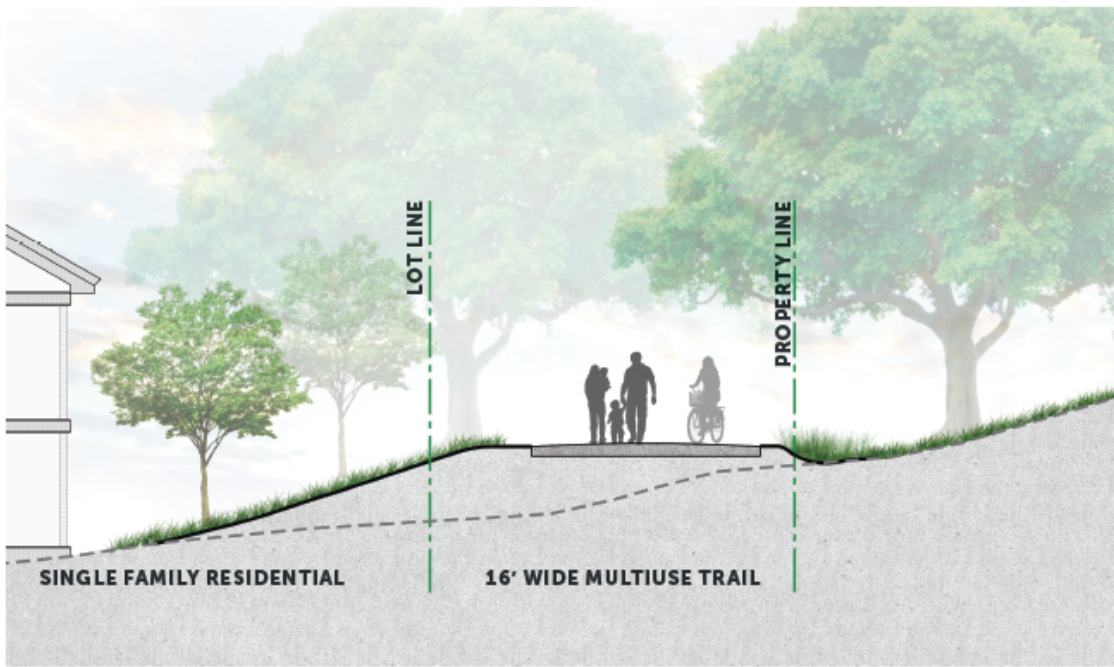 LOT LINE
PROPERTY LINE
SINGLE FAMILY RESIDENTIAL
16' WIDE MULTIUSE TRAIL